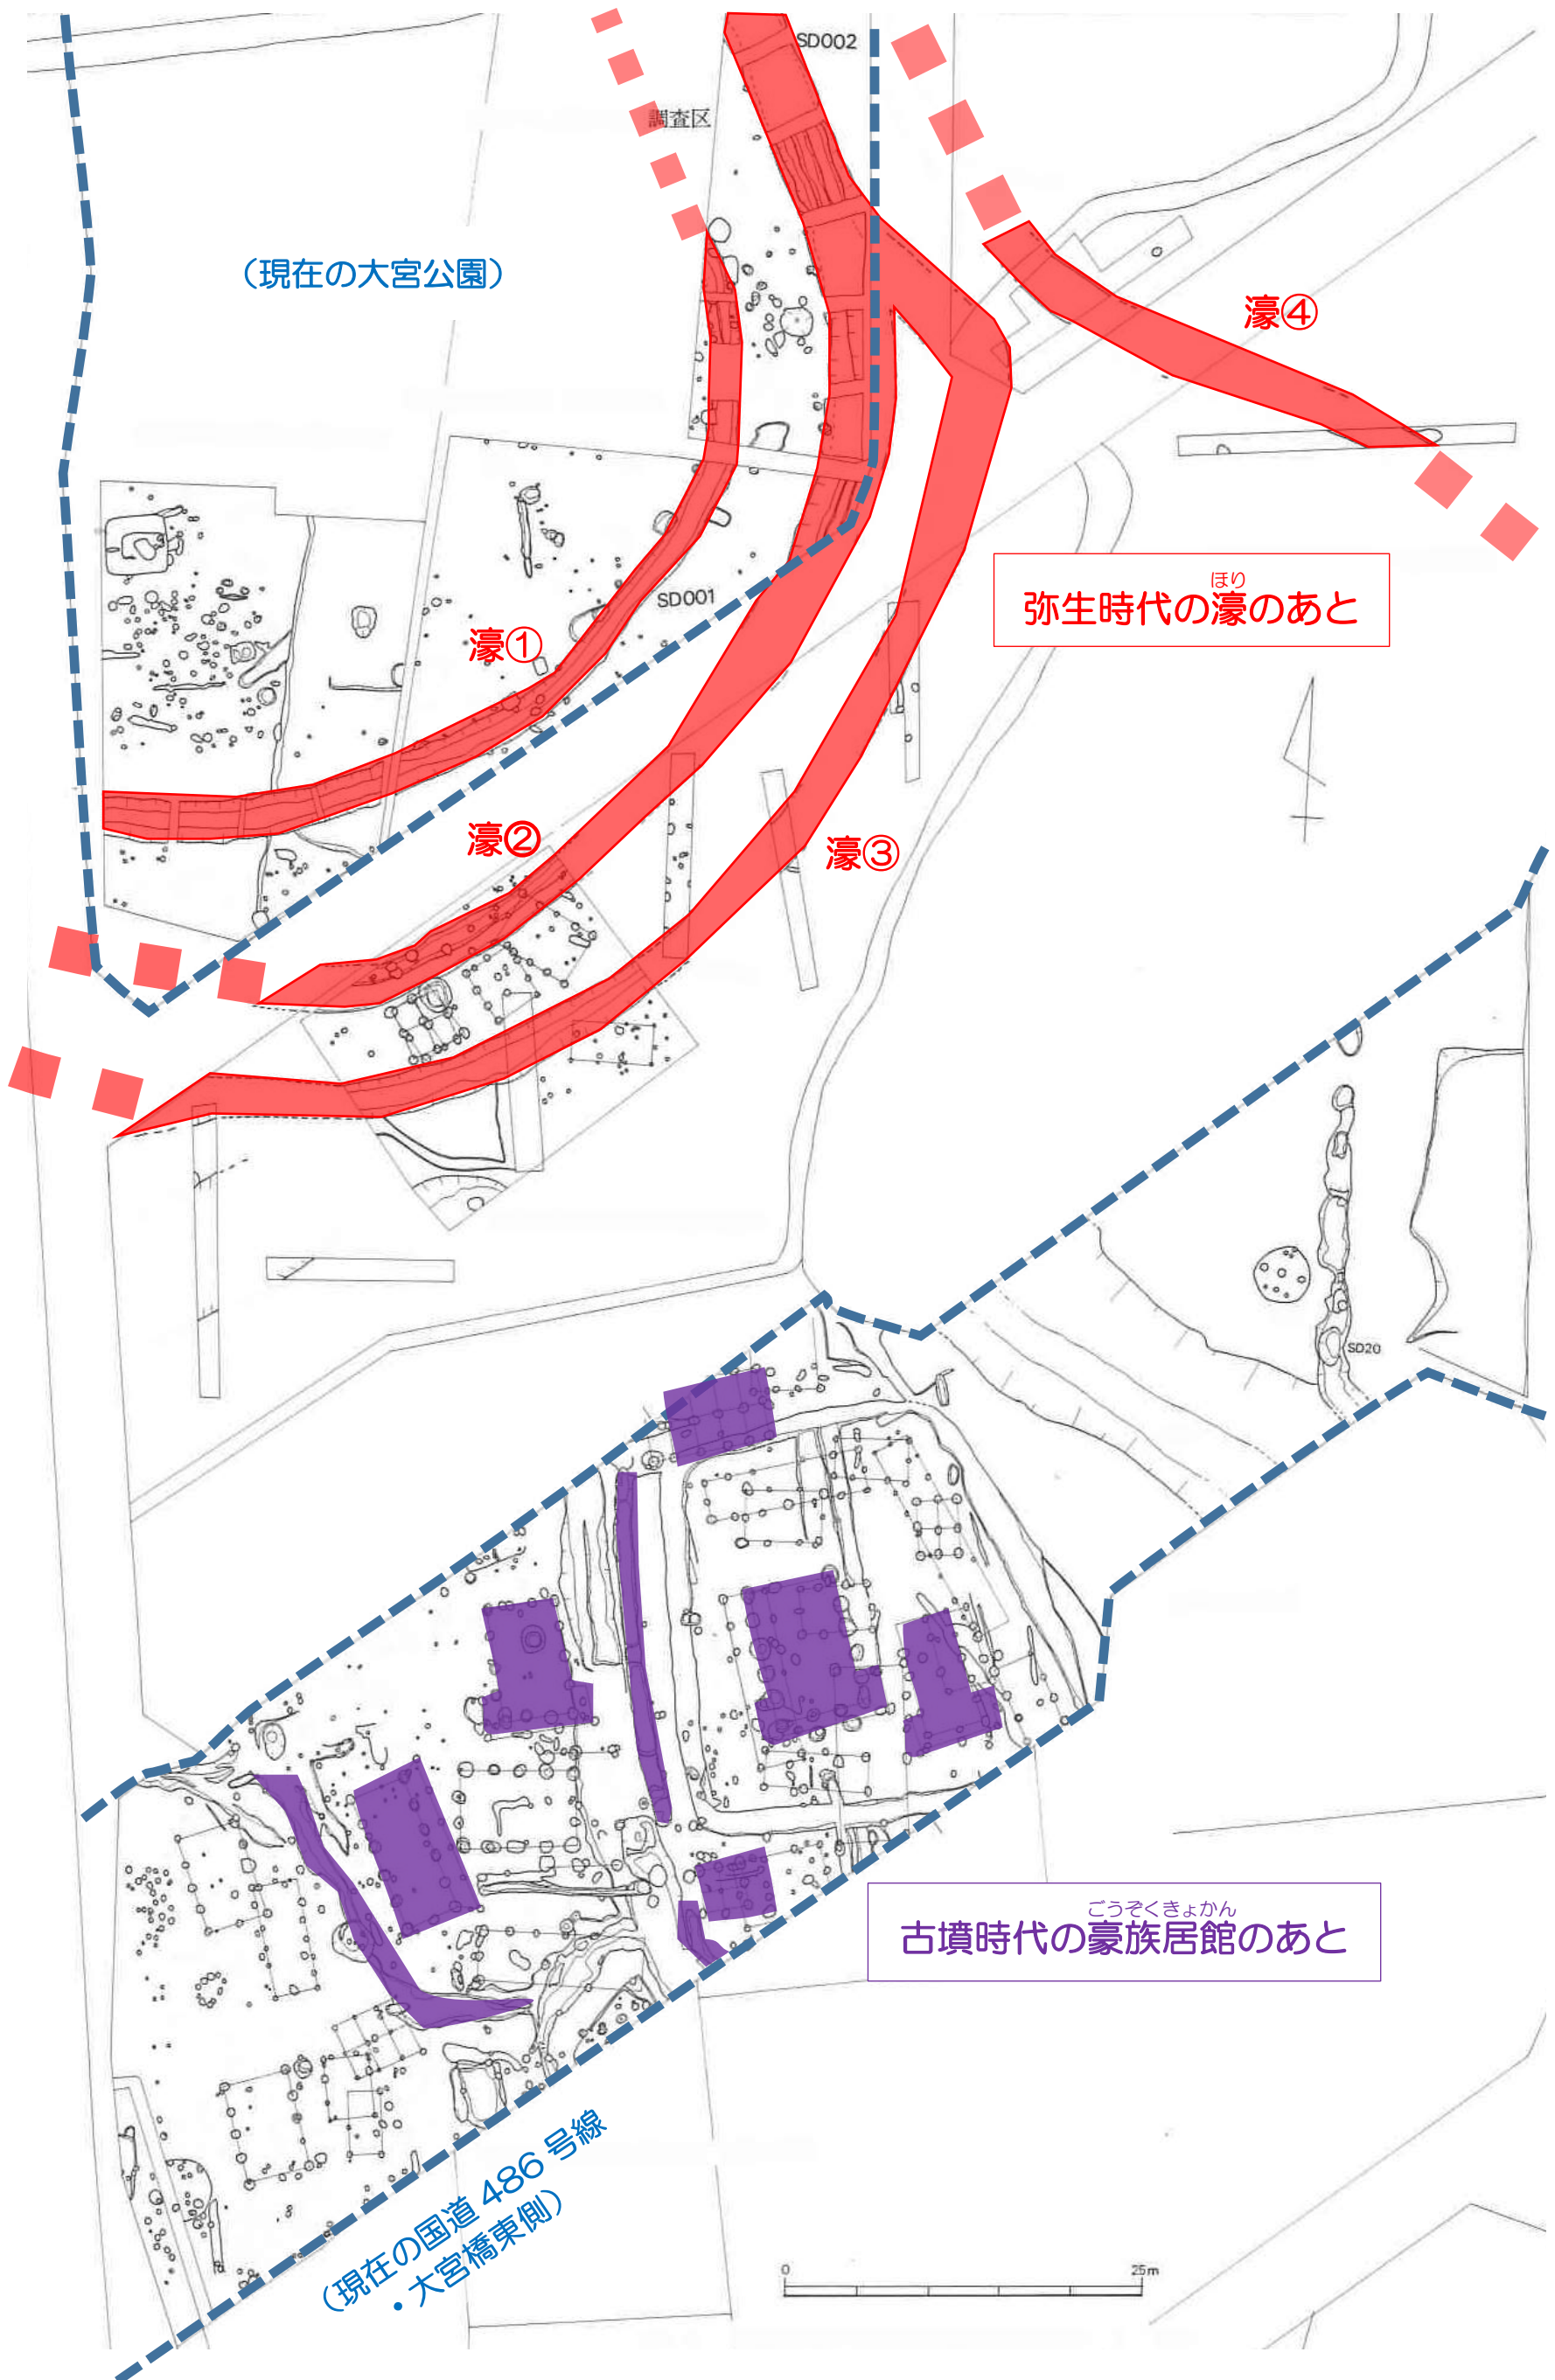 SD002
調査区
（現在の大宮公園）
濠④
ほり
弥生時代の濠のあと
SD001
濠①
濠②
濠③
SD20
ごうぞくきょかん
古墳時代の豪族居館のあと
（現在の国道 486 号線
・大宮橋東側）
0
25m